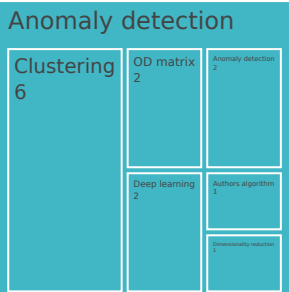 Anomaly detection
Clustering
6
OD matrix
2
Anomaly detection
2
Deep learning
2
Authors algorithm
1
Dimensionality reduction
1